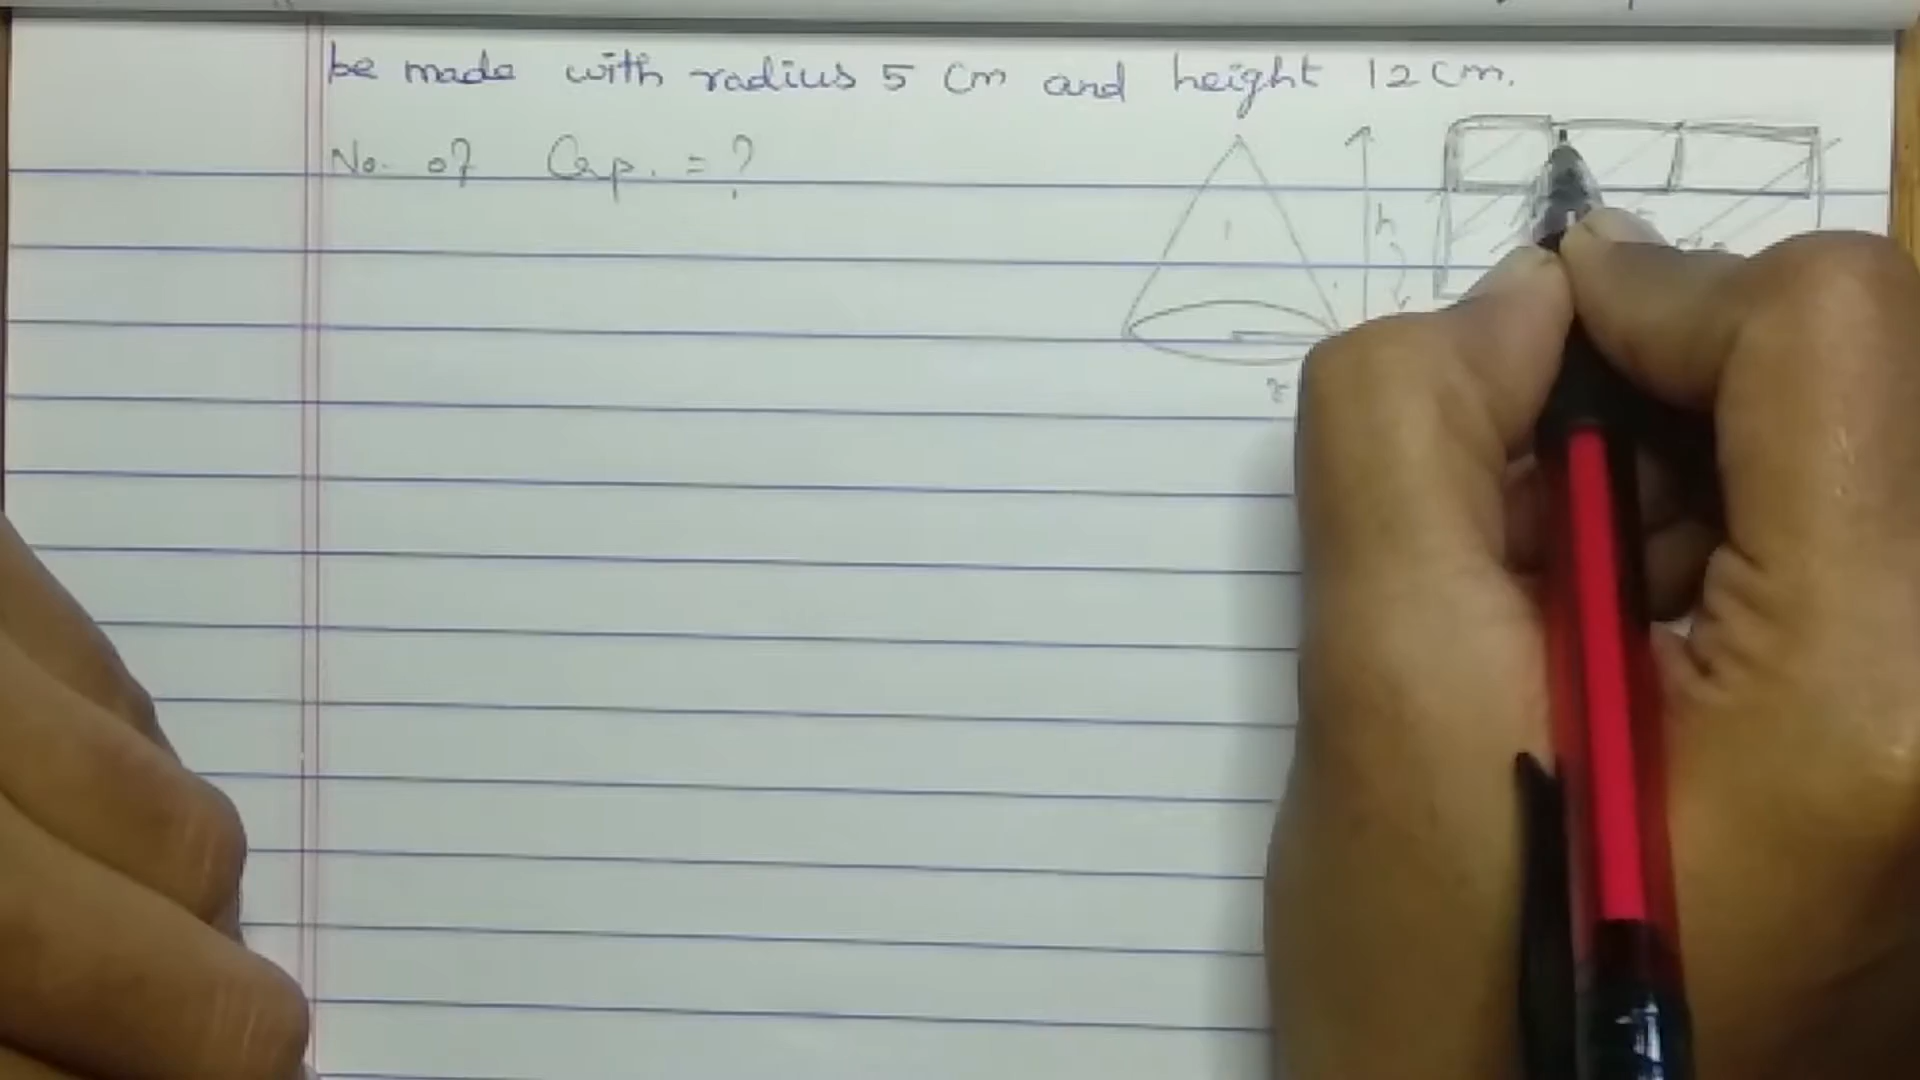 be made with radius 5 cm and height 12 cm.
No. of Cap. = ?
h
r